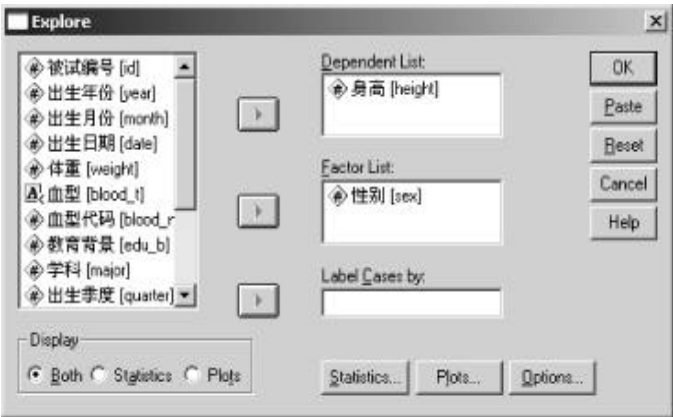 Explore
被试编号 [id]
出生年份 [year]
出生月份 [month]
出生日期 [date]
体重 [weight]
血型 [blood_t]
血型代码 [blood_r
教育背景 [edu_b]
学科 [major]
出生季度 [quarter]
Dependent List:
身高 [height]
Factor List:
性别 [sex]
Label Cases by:
OK
Paste
Reset
Cancel
Help
Display
Both Statistics Plots
Statistics... Plots... Options...